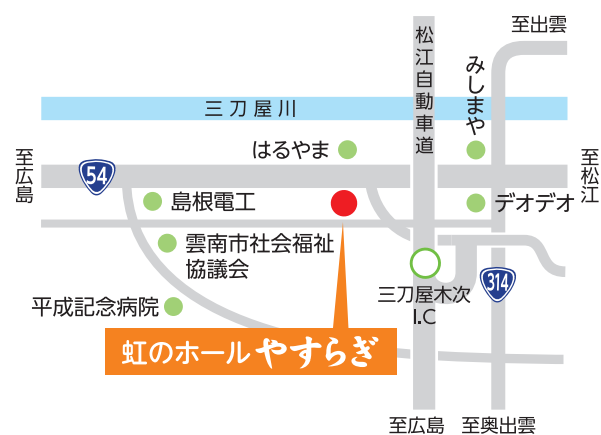 至出雲
松江自動車道
みしまや
三刀屋川
はるやま
至広島
54
至松江
島根電工
デオデオ
雲南市社会福祉
協議会
314
三刀屋木次
I.C
平成記念病院
虹のホールやすらぎ
至広島
至奥出雲